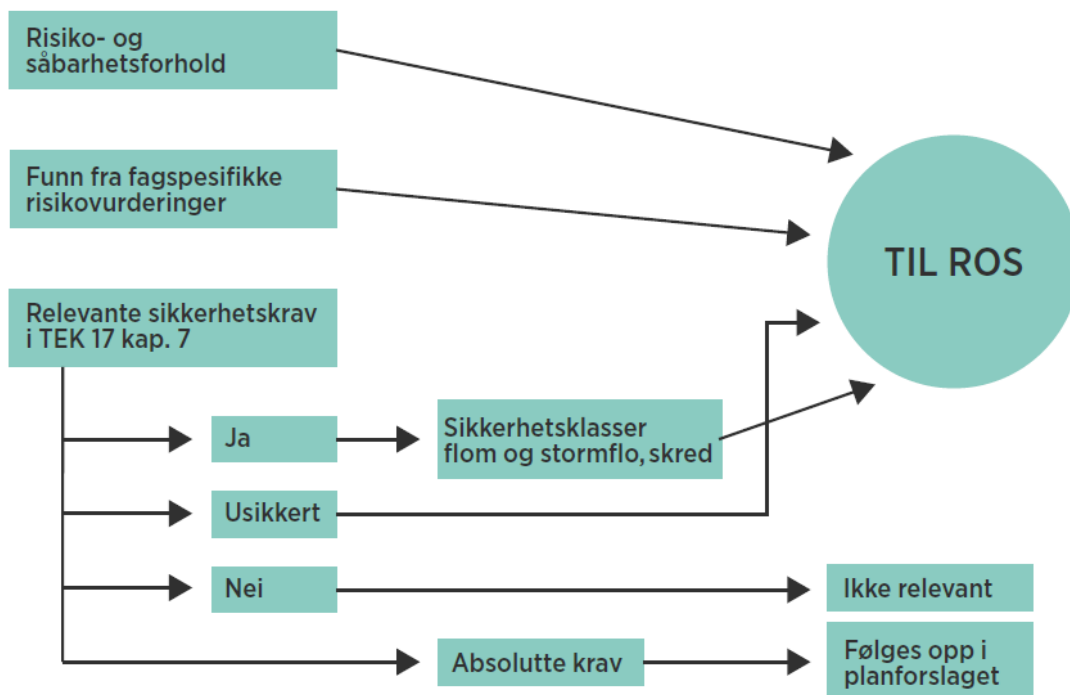 Risiko- og
såbarhetsforhold
Funn fra fagspesifikke
risikovurderinger
TIL ROS
Relevante sikkerhetskrav
i TEK 17 kap. 7
Ja
Sikkerhetsklasser
flom og stormflo, skred
Usikkert
Nei
Ikke relevant
Absolutte krav
Følges opp i
planforslaget